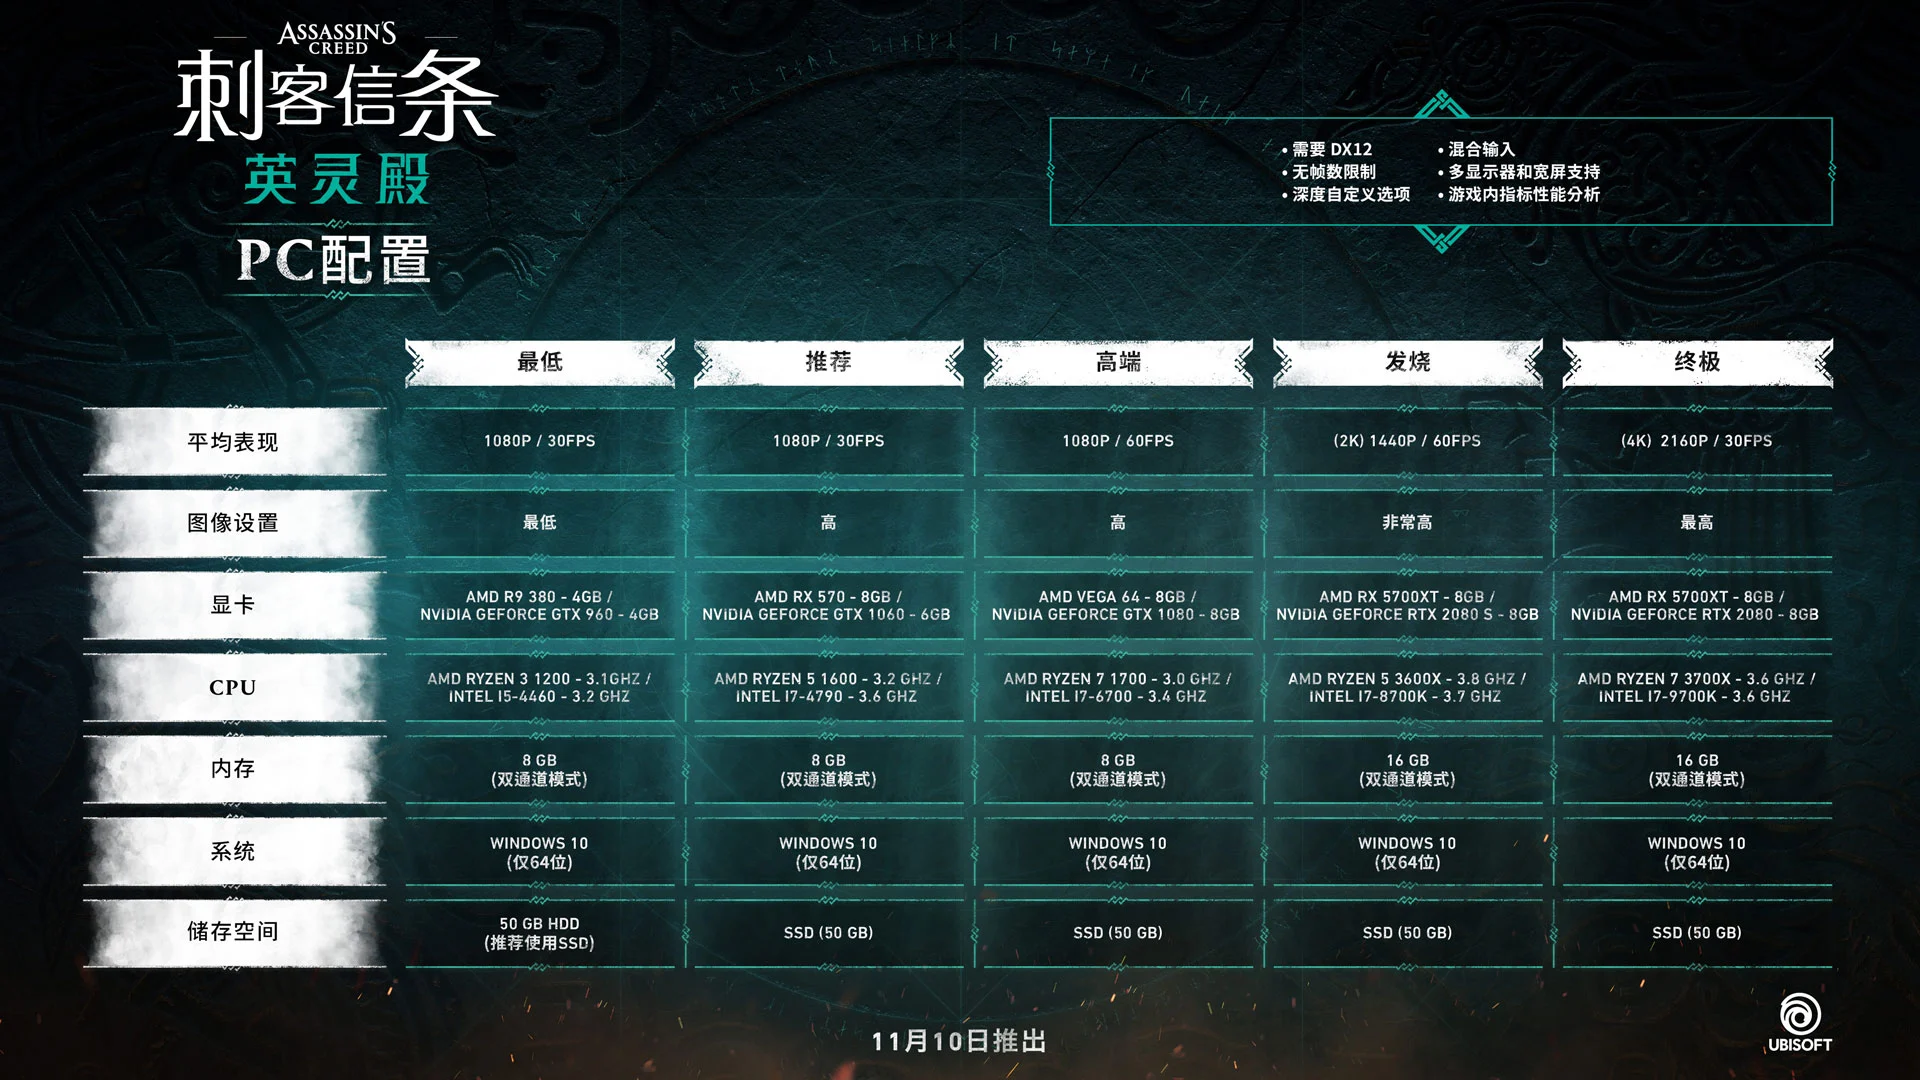 ASSASSIN'S
CREED
刺客信条
英灵殿
PC配置
• 需要 DX12
• 无帧数限制
• 深度自定义选项
• 混合输入
• 多显示器和宽屏支持
• 游戏内指标性能分析
最低 推荐 高端 发烧 终极
平均表现 1080P / 30FPS 1080P / 30FPS 1080P / 60FPS (2K) 1440P / 60FPS (4K) 2160P / 30FPS
图像设置 最低 高 高 非常高 最高
显卡
AMD R9 380 - 4GB /
NVIDIA GEFORCE GTX 960 - 4GB
AMD RX 570 - 8GB /
NVIDIA GEFORCE GTX 1060 - 6GB
AMD VEGA 64 - 8GB /
NVIDIA GEFORCE GTX 1080 - 8GB
AMD RX 5700XT - 8GB /
NVIDIA GEFORCE RTX 2080 S - 8GB
AMD RX 5700XT - 8GB /
NVIDIA GEFORCE RTX 2080 - 8GB
CPU
AMD RYZEN 3 1200 - 3.1GHZ /
INTEL I5-4460 - 3.2 GHZ
AMD RYZEN 5 1600 - 3.2 GHZ /
INTEL I7-4790 - 3.6 GHZ
AMD RYZEN 7 1700 - 3.0 GHZ /
INTEL I7-6700 - 3.4 GHZ
AMD RYZEN 5 3600X - 3.8 GHZ /
INTEL I7-8700K - 3.7 GHZ
AMD RYZEN 7 3700X - 3.6 GHZ /
INTEL I7-9700K - 3.6 GHZ
内存
8 GB
(双通道模式)
8 GB
(双通道模式)
8 GB
(双通道模式)
16 GB
(双通道模式)
16 GB
(双通道模式)
系统
WINDOWS 10
(仅64位)
WINDOWS 10
(仅64位)
WINDOWS 10
(仅64位)
WINDOWS 10
(仅64位)
WINDOWS 10
(仅64位)
储存空间
50 GB HDD
(推荐使用SSD)
SSD (50 GB)
SSD (50 GB)
SSD (50 GB)
SSD (50 GB)
11月10日推出
UBISOFT